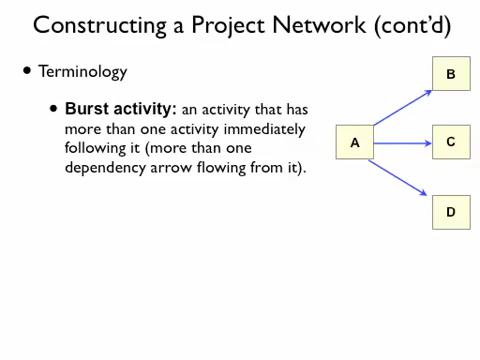 Constructing a Project Network (cont'd)
• Terminology
• Burst activity: an activity that has
more than one activity immediately
following it (more than one
dependency arrow flowing from it).
B
A
C
D